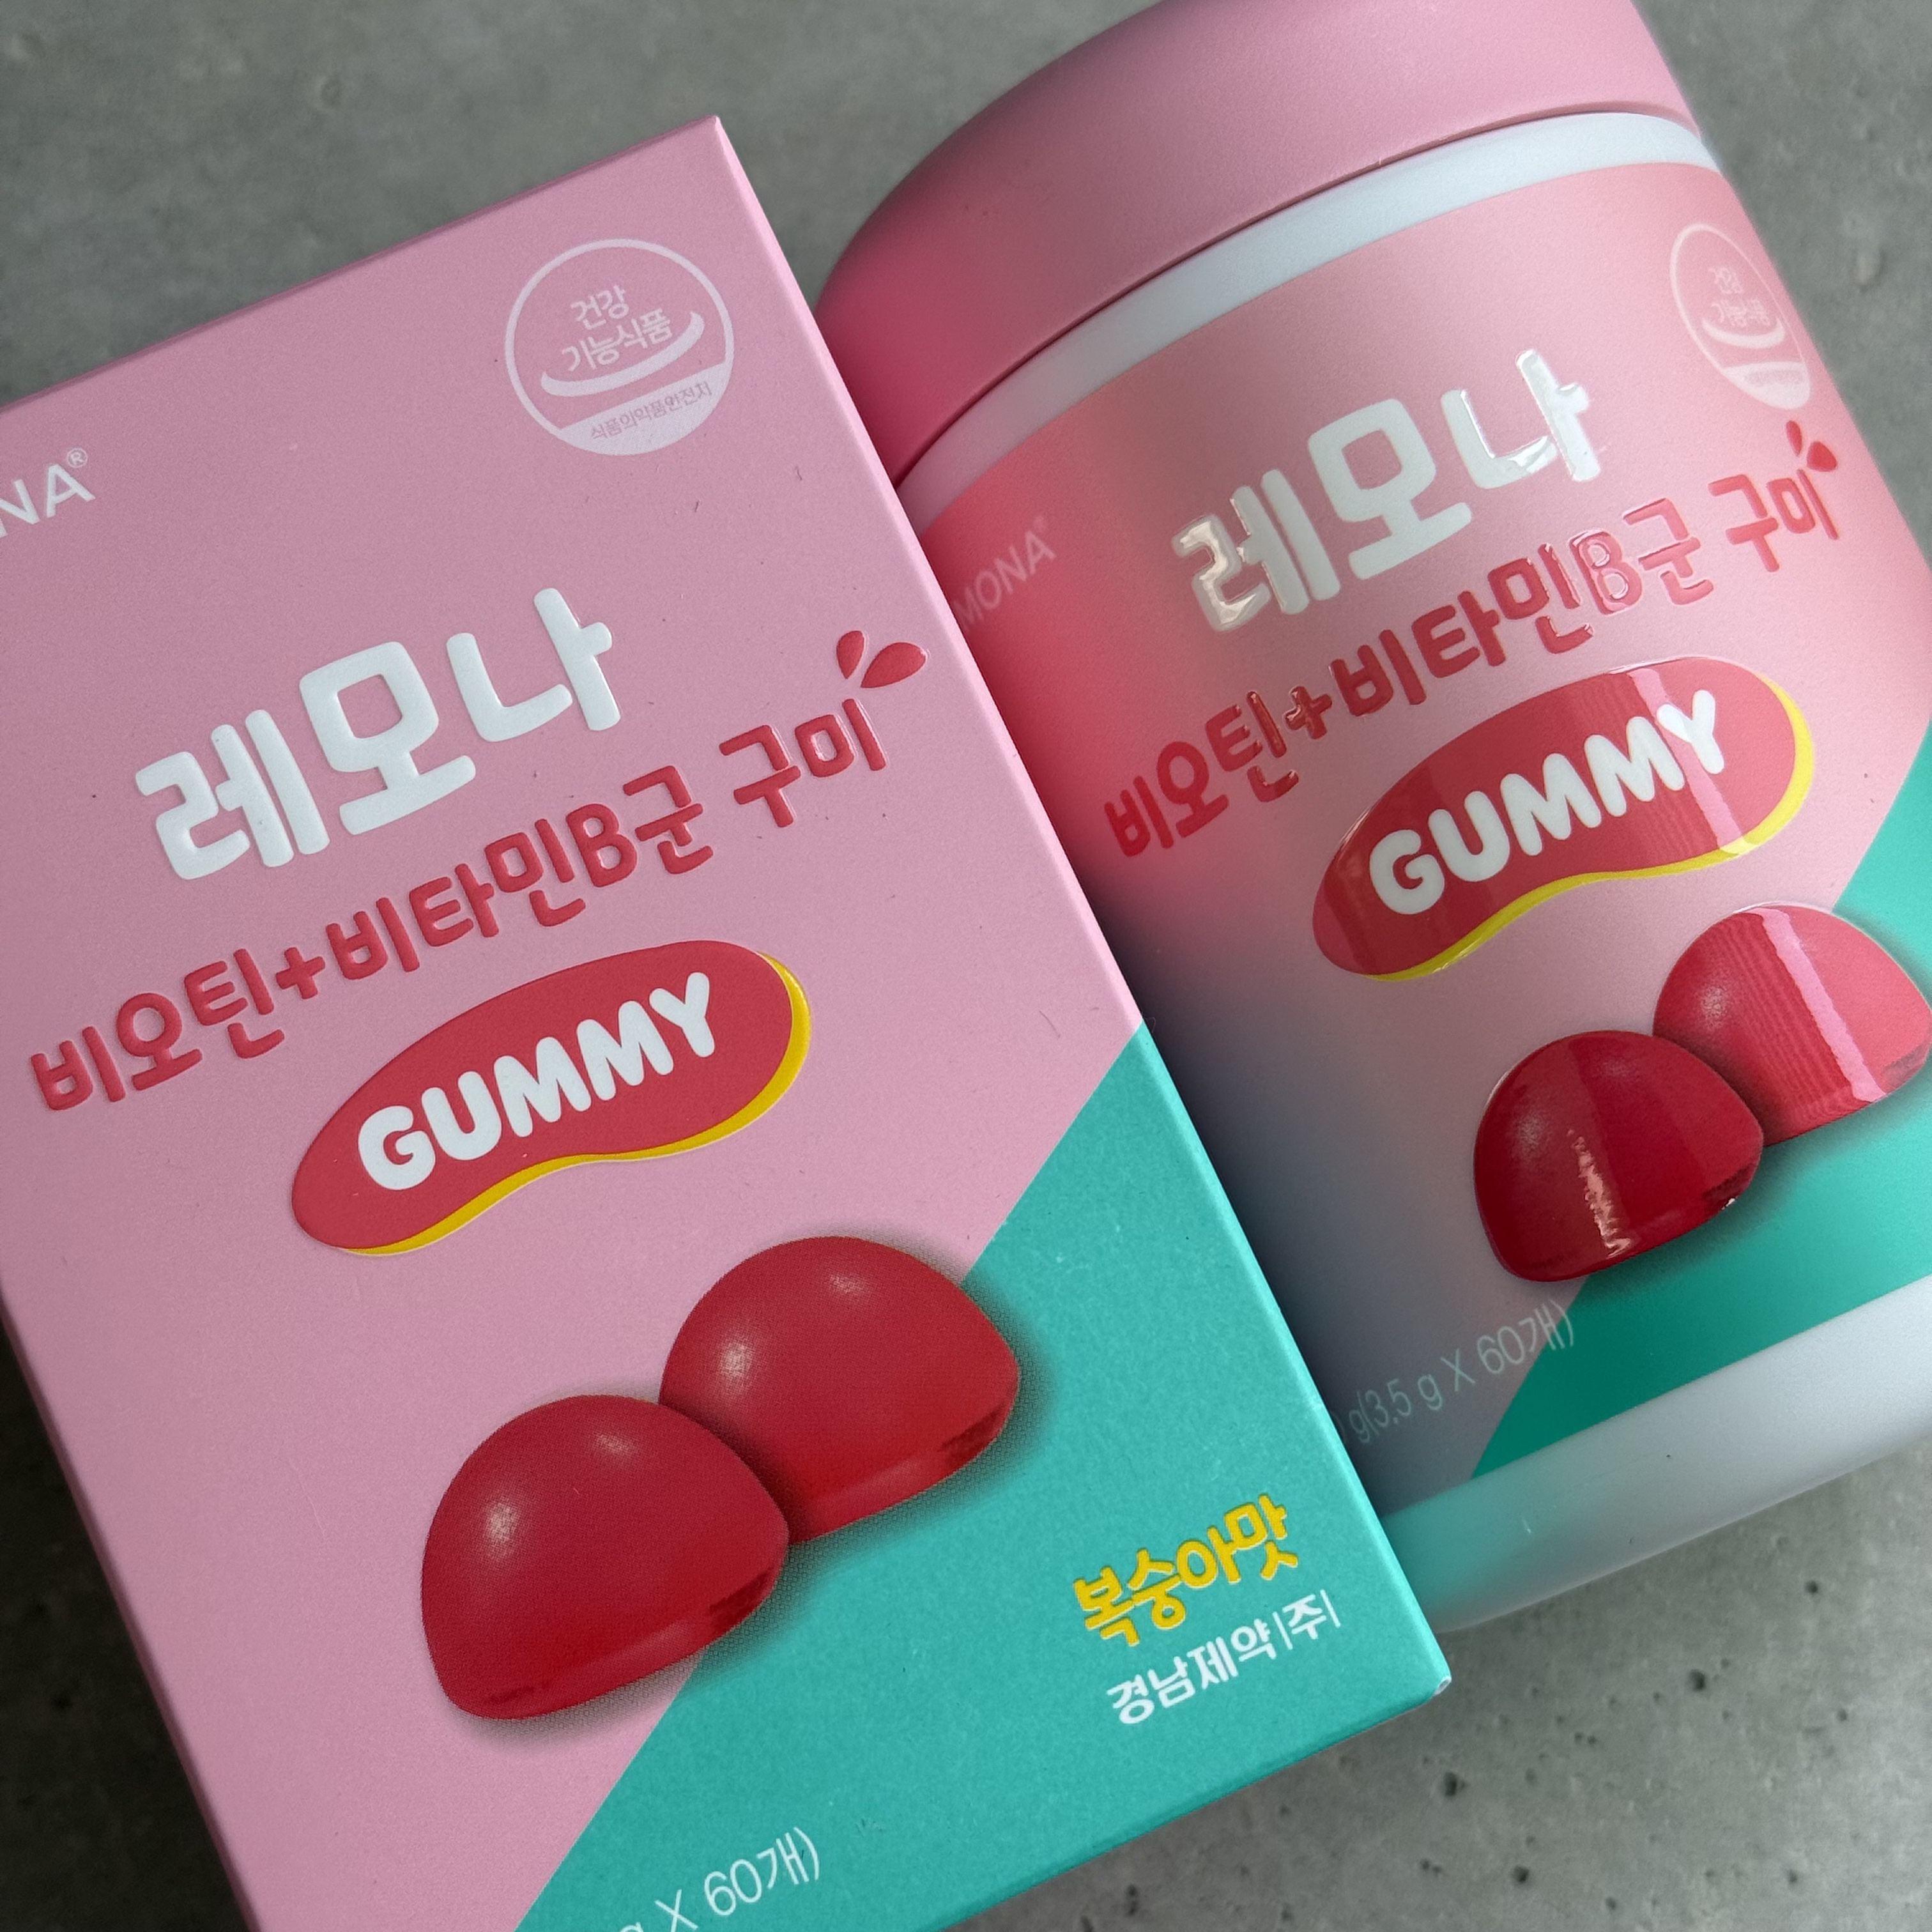 건강
기능식품
식품의약품안전처
레모나
비오틴+비타민B군 구미
GUMMY
복숭아맛
경남제약|주|
X 60개)
건강
기능식품
레모나
비오틴+비타민B군 구미
GUMMY
g(3.5 g X 60개)